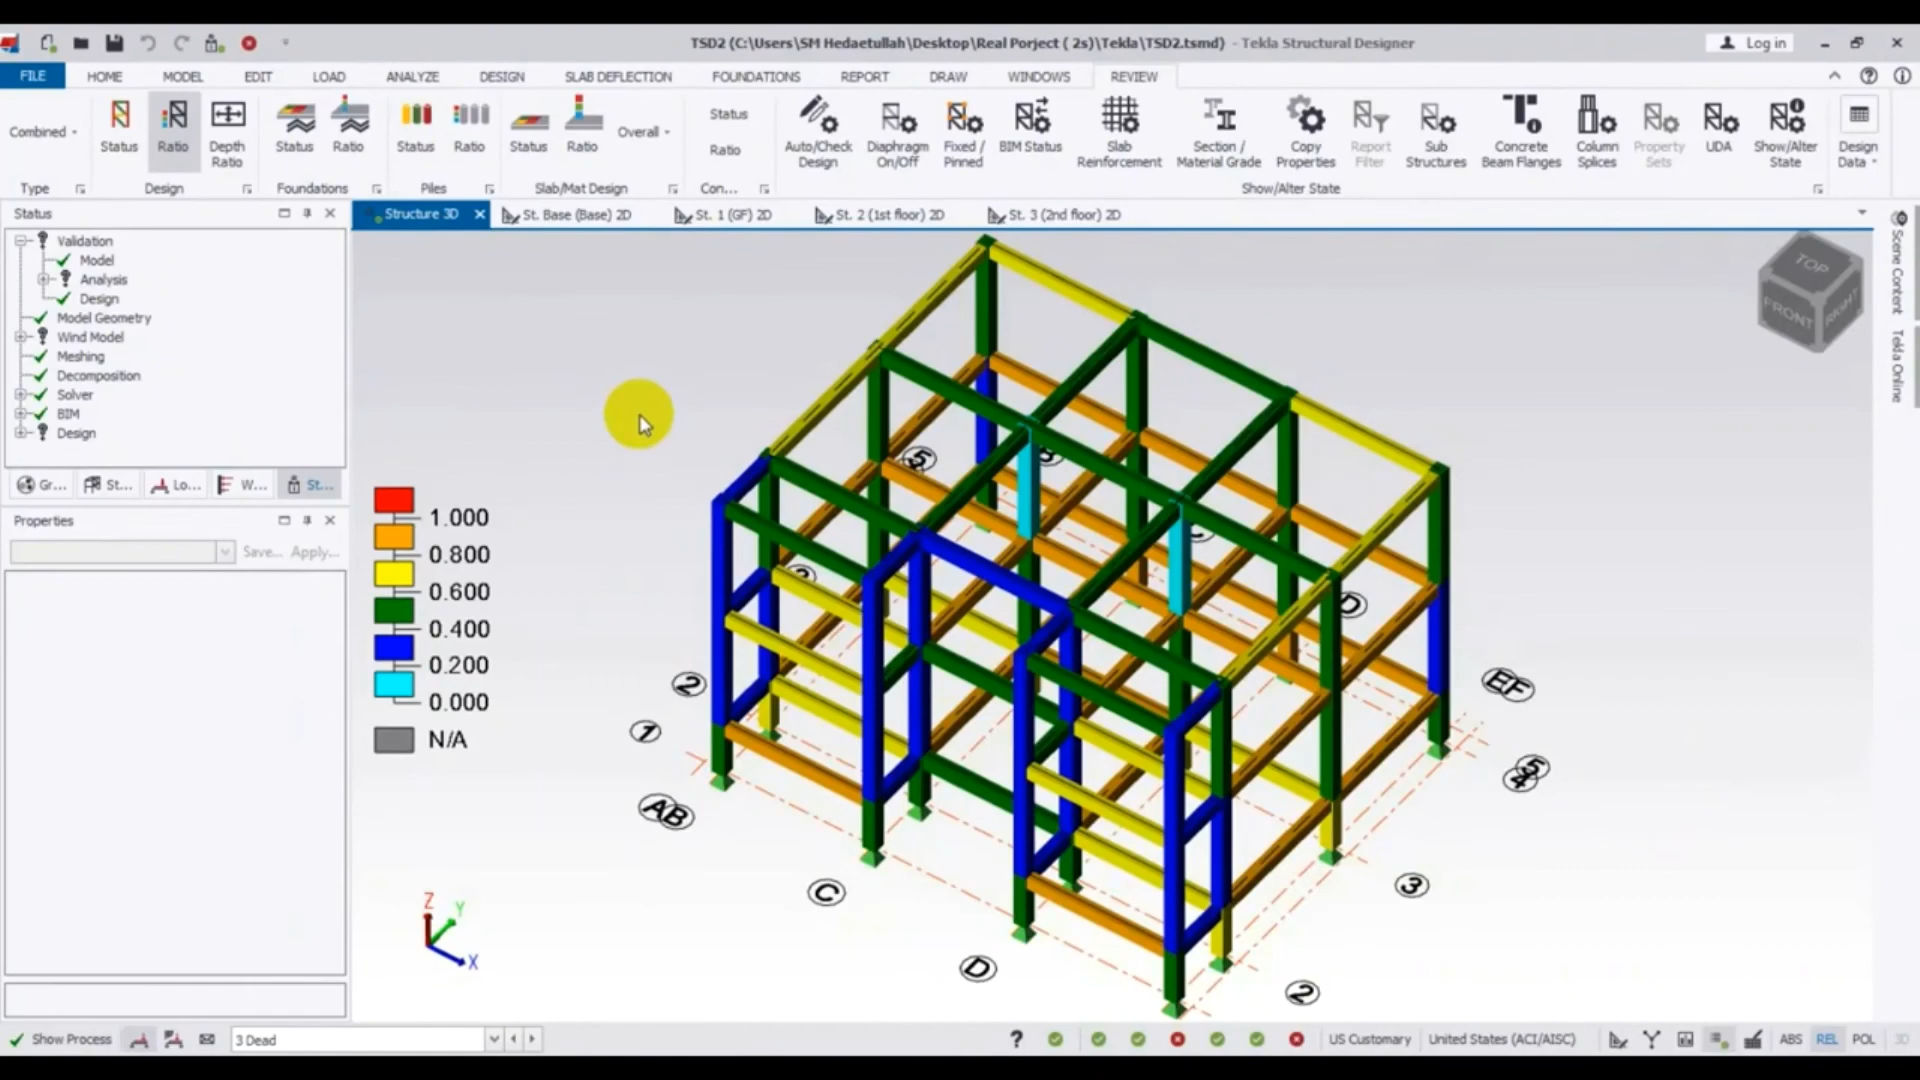 TSD2 (C:\Users\SM Hedaetullah\Desktop\Real Porject ( 2s)\Tekla\TSD2.tsmd) - Tekla Structural Designer
Log in
FILE HOME MODEL EDIT LOAD ANALYZE DESIGN SLAB DEFLECTION FOUNDATIONS REPORT DRAW WINDOWS REVIEW
Combined
Status Ratio Depth Ratio
Status Ratio
Status Ratio
Status Ratio Overall
Status
Ratio
Auto/Check Design
Diaphragm On/Off
Fixed / Pinned
BIM Status
Slab Reinforcement
Section / Material Grade
Copy Properties
Report Filter
Sub Structures
Concrete Beam Flanges
Column Splices
Property Sets
UDA
Show/Alter State
Design Data
Type Design Foundations Piles Slab/Mat Design Con... Show/Alter State
Status
Structure 3D St. Base (Base) 2D St. 1 (GF) 2D St. 2 (1st floor) 2D St. 3 (2nd floor) 2D
Validation
Model
Analysis
Design
Model Geometry
Wind Model
Meshing
Decomposition
Solver
BIM
Design
Gr... St... Lo... W... St...
Properties
Save... Apply...
1.000
0.800
0.600
0.400
0.200
0.000
N/A
TOP
FRONT RIGHT
Scene Content
Tekla Online
5
B
C
D
2
1
AB
C
D
2
3
EF
5
4
Z
Y
X
Show Process
3 Dead
US Customary
United States (ACI/AISC)
ABS REL POL 3D